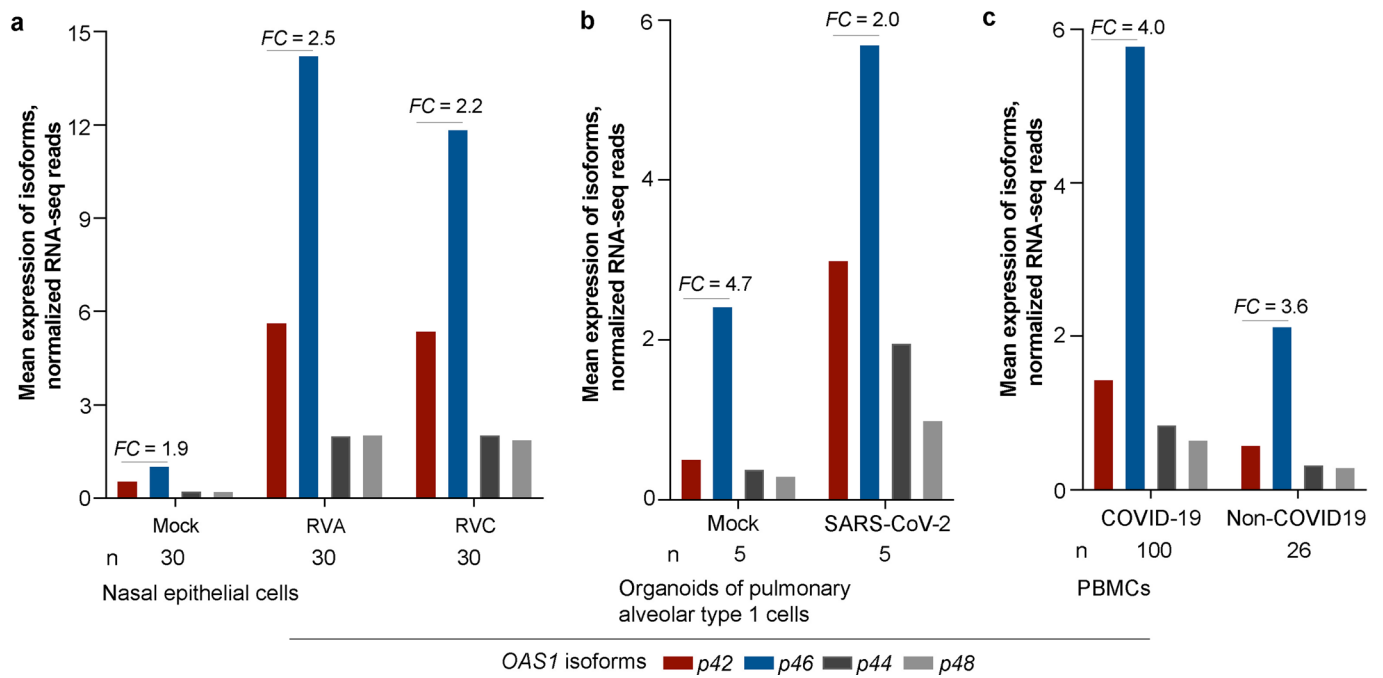 a
Mean expression of isoforms,
normalized RNA-seq reads
15
12
9
6
3
0
FC = 1.9
FC = 2.5
FC = 2.2
Mock RVA RVC
n 30 30 30
Nasal epithelial cells
b
Mean expression of isoforms,
normalized RNA-seq reads
6
4
2
0
FC = 4.7
FC = 2.0
Mock SARS-CoV-2
n 5 5
Organoids of pulmonary
alveolar type 1 cells
c
Mean expression of isoforms,
normalized RNA-seq reads
6
4
2
0
FC = 4.0
FC = 3.6
COVID-19 Non-COVID19
n 100 26
PBMCs
OAS1 isoforms p42 p46 p44 p48